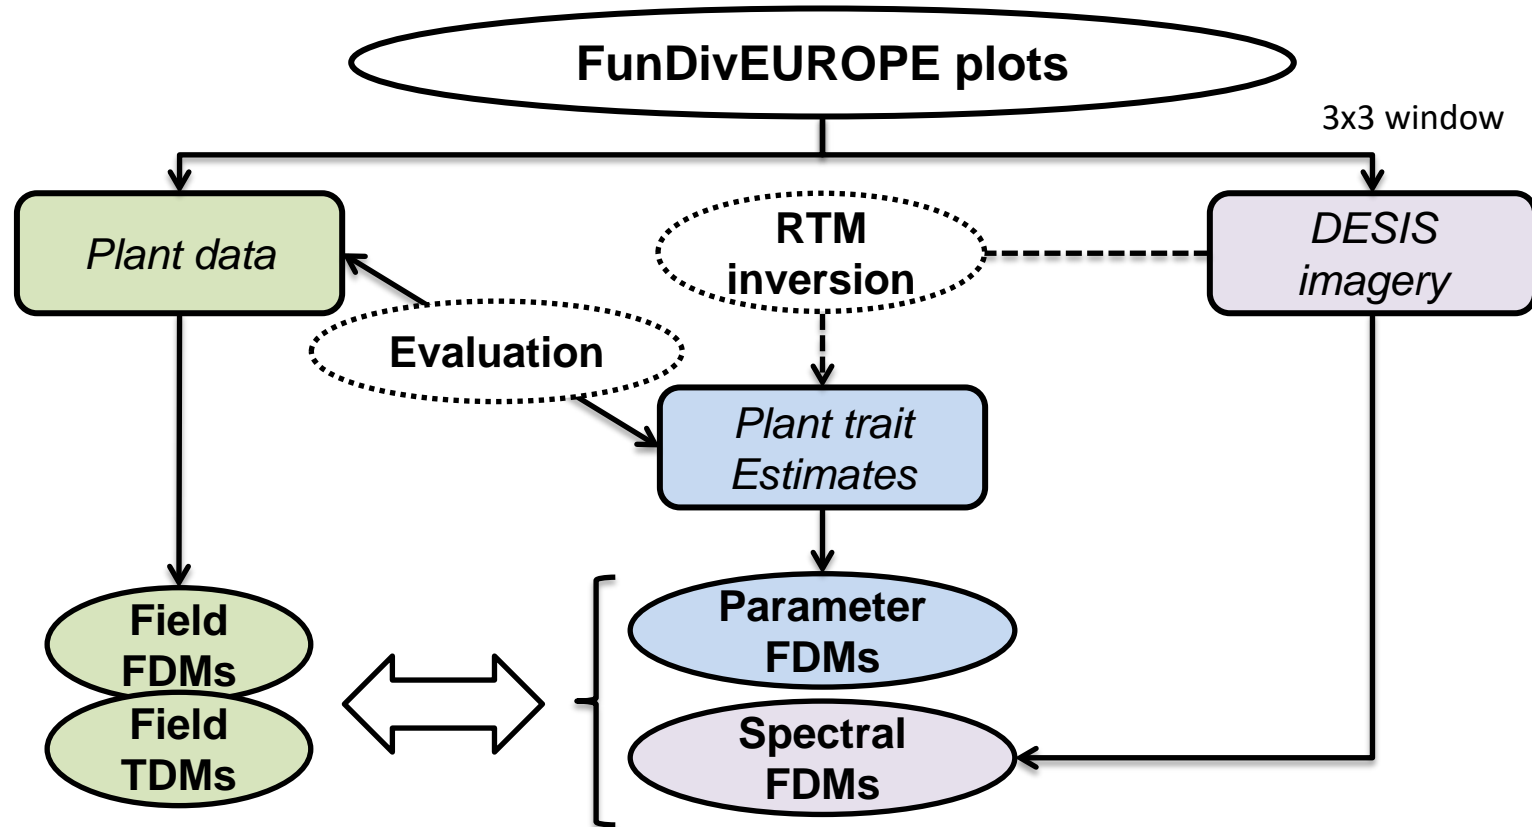 FunDivEUROPE plots
3x3 window
Plant data
RTM
inversion
DESIS
imagery
Evaluation
Plant trait
Estimates
Field
FDMs
Field
TDMs
Parameter
FDMs
Spectral
FDMs